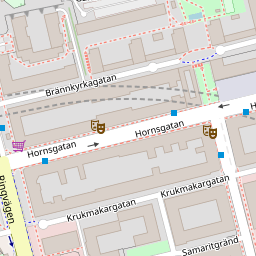 Brännkyrkagatan
Hornsgatan
Hornsgatan
H
Krukmakargatan
Ringvägen
Krukmakargatan
Samaritgränd